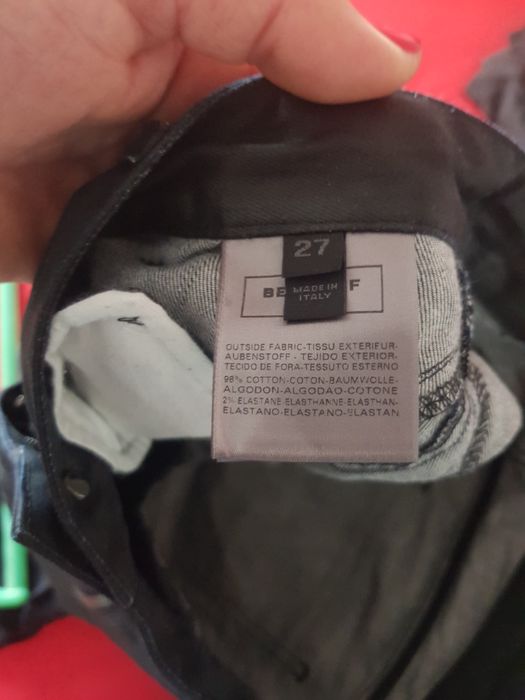 27
BE F
MADE IN
ITALY
OUTSIDE FABRIC-TISSU EXTERIEUR-
AUBENSTOFF - TEJIDO EXTERIOR-
TECIDO DE FORA-TESSUTO ESTERNO
98% COTTON-COTON-BAUMWOLLE-
ALGODON-ALGODAO-COTONE
2% ELASTANE-ELASTHANNE-ELASTHAN-
ELASTANO-ELASTANO-ELASTAN